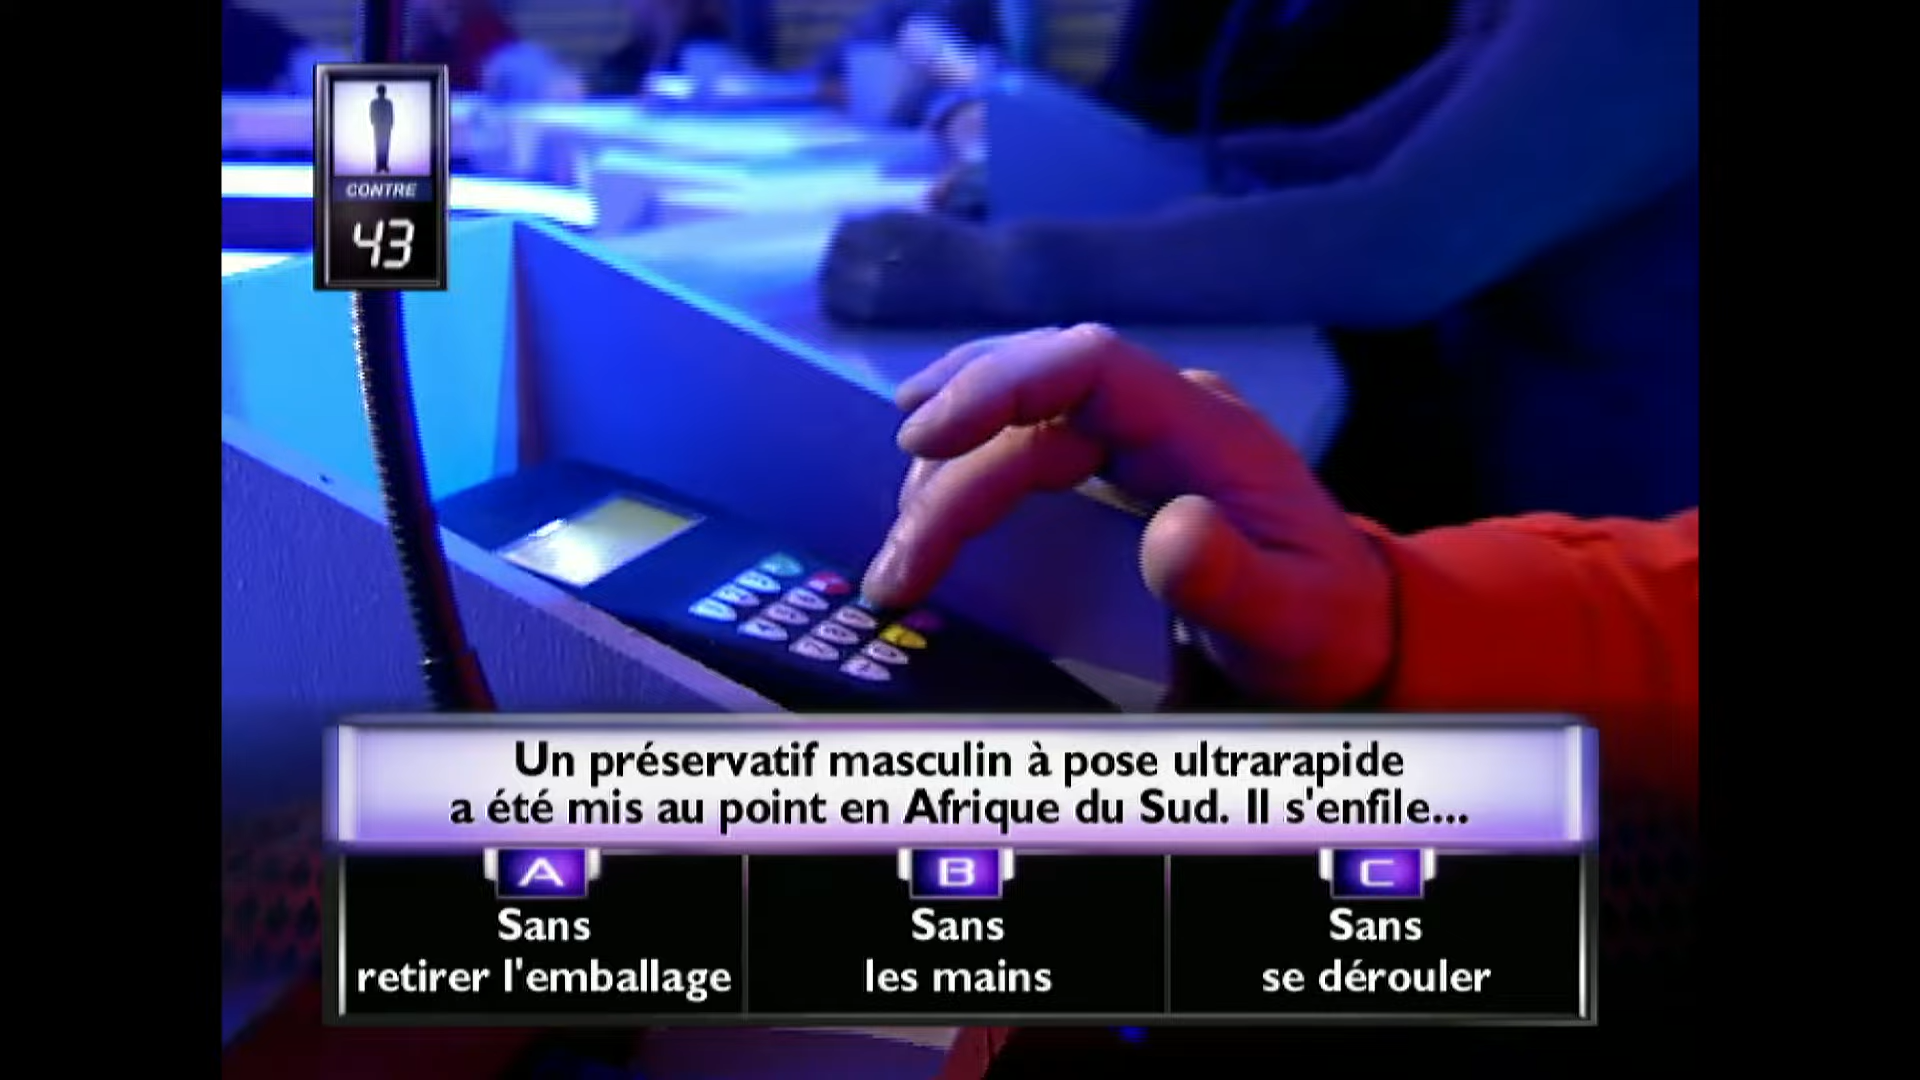 CONTRE
43
Un préservatif masculin à pose ultrarapide
a été mis au point en Afrique du Sud. Il s'enfile...
A
Sans
retirer l'emballage
B
Sans
les mains
C
Sans
se dérouler